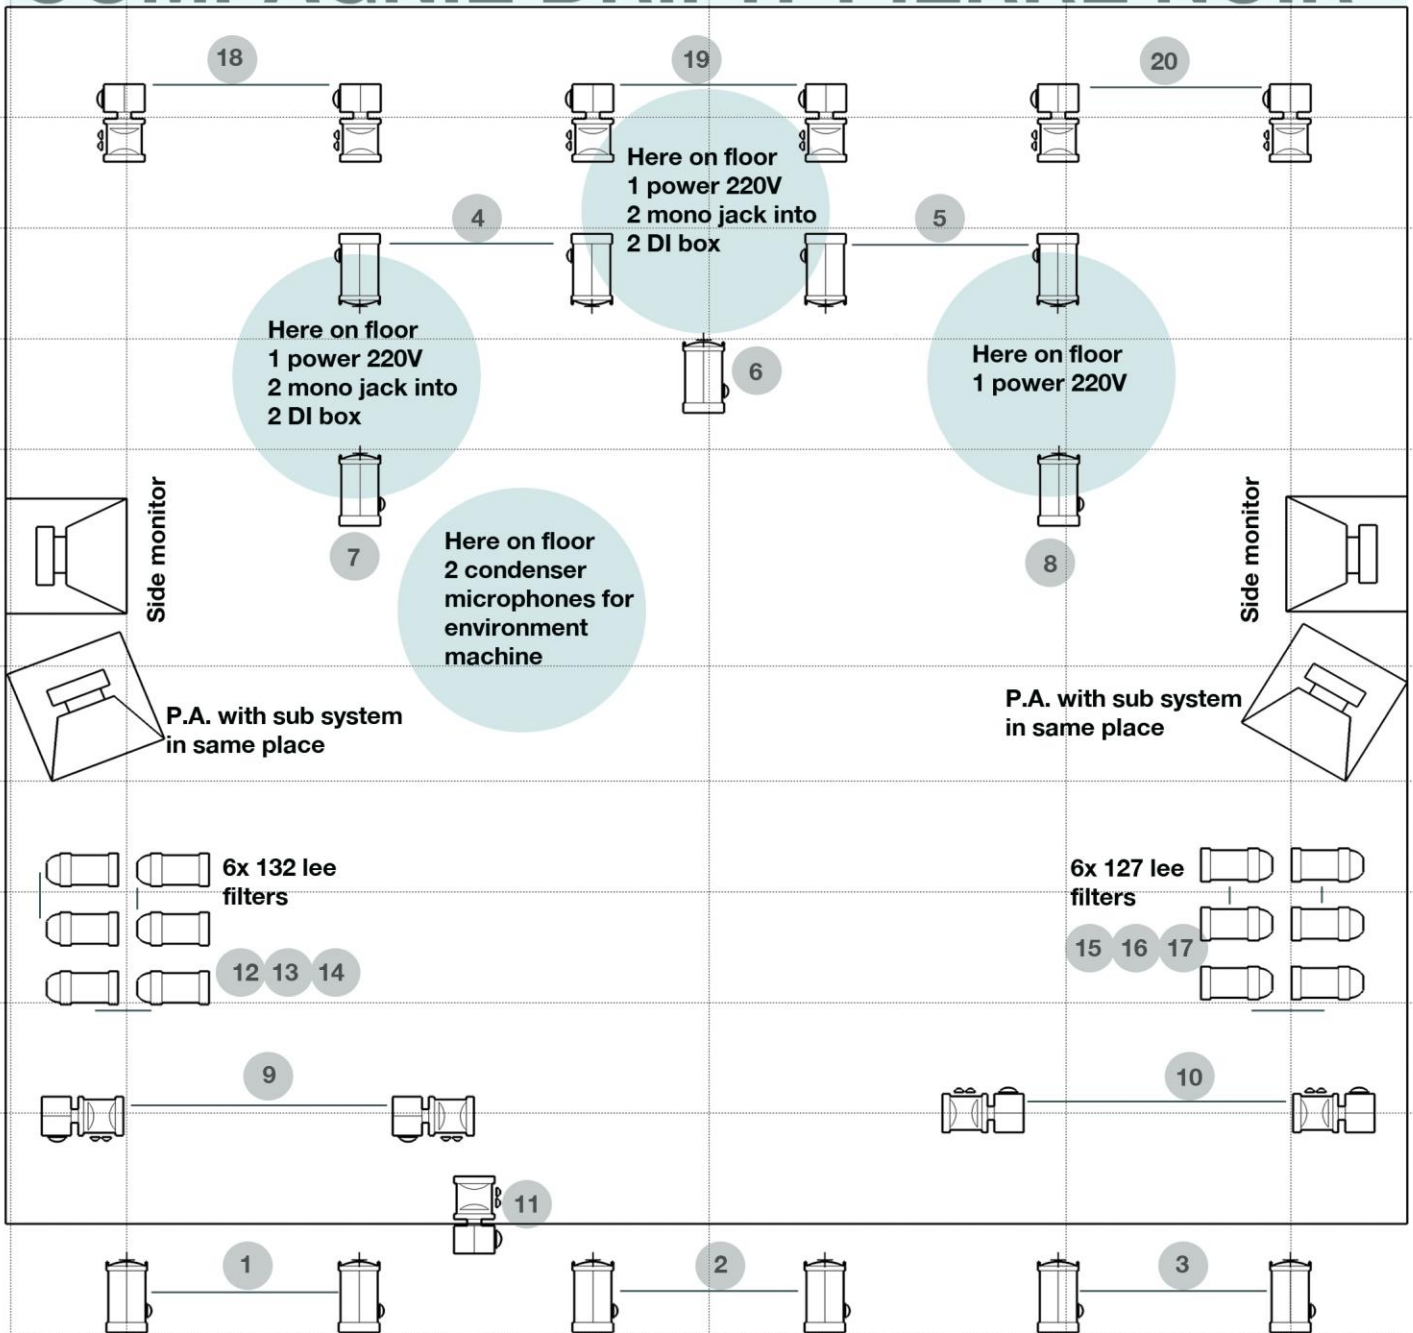 18
19
20
Here on floor
1 power 220V
2 mono jack into
2 DI box
4
5
Here on floor
1 power 220V
2 mono jack into
2 DI box
6
Here on floor
1 power 220V
Side monitor
7
Here on floor
2 condenser
microphones for
environment
machine
8
Side monitor
P.A. with sub system
in same place
P.A. with sub system
in same place
6x 132 lee
filters
12 13 14
6x 127 lee
filters
15 16 17
9
10
11
1
2
3